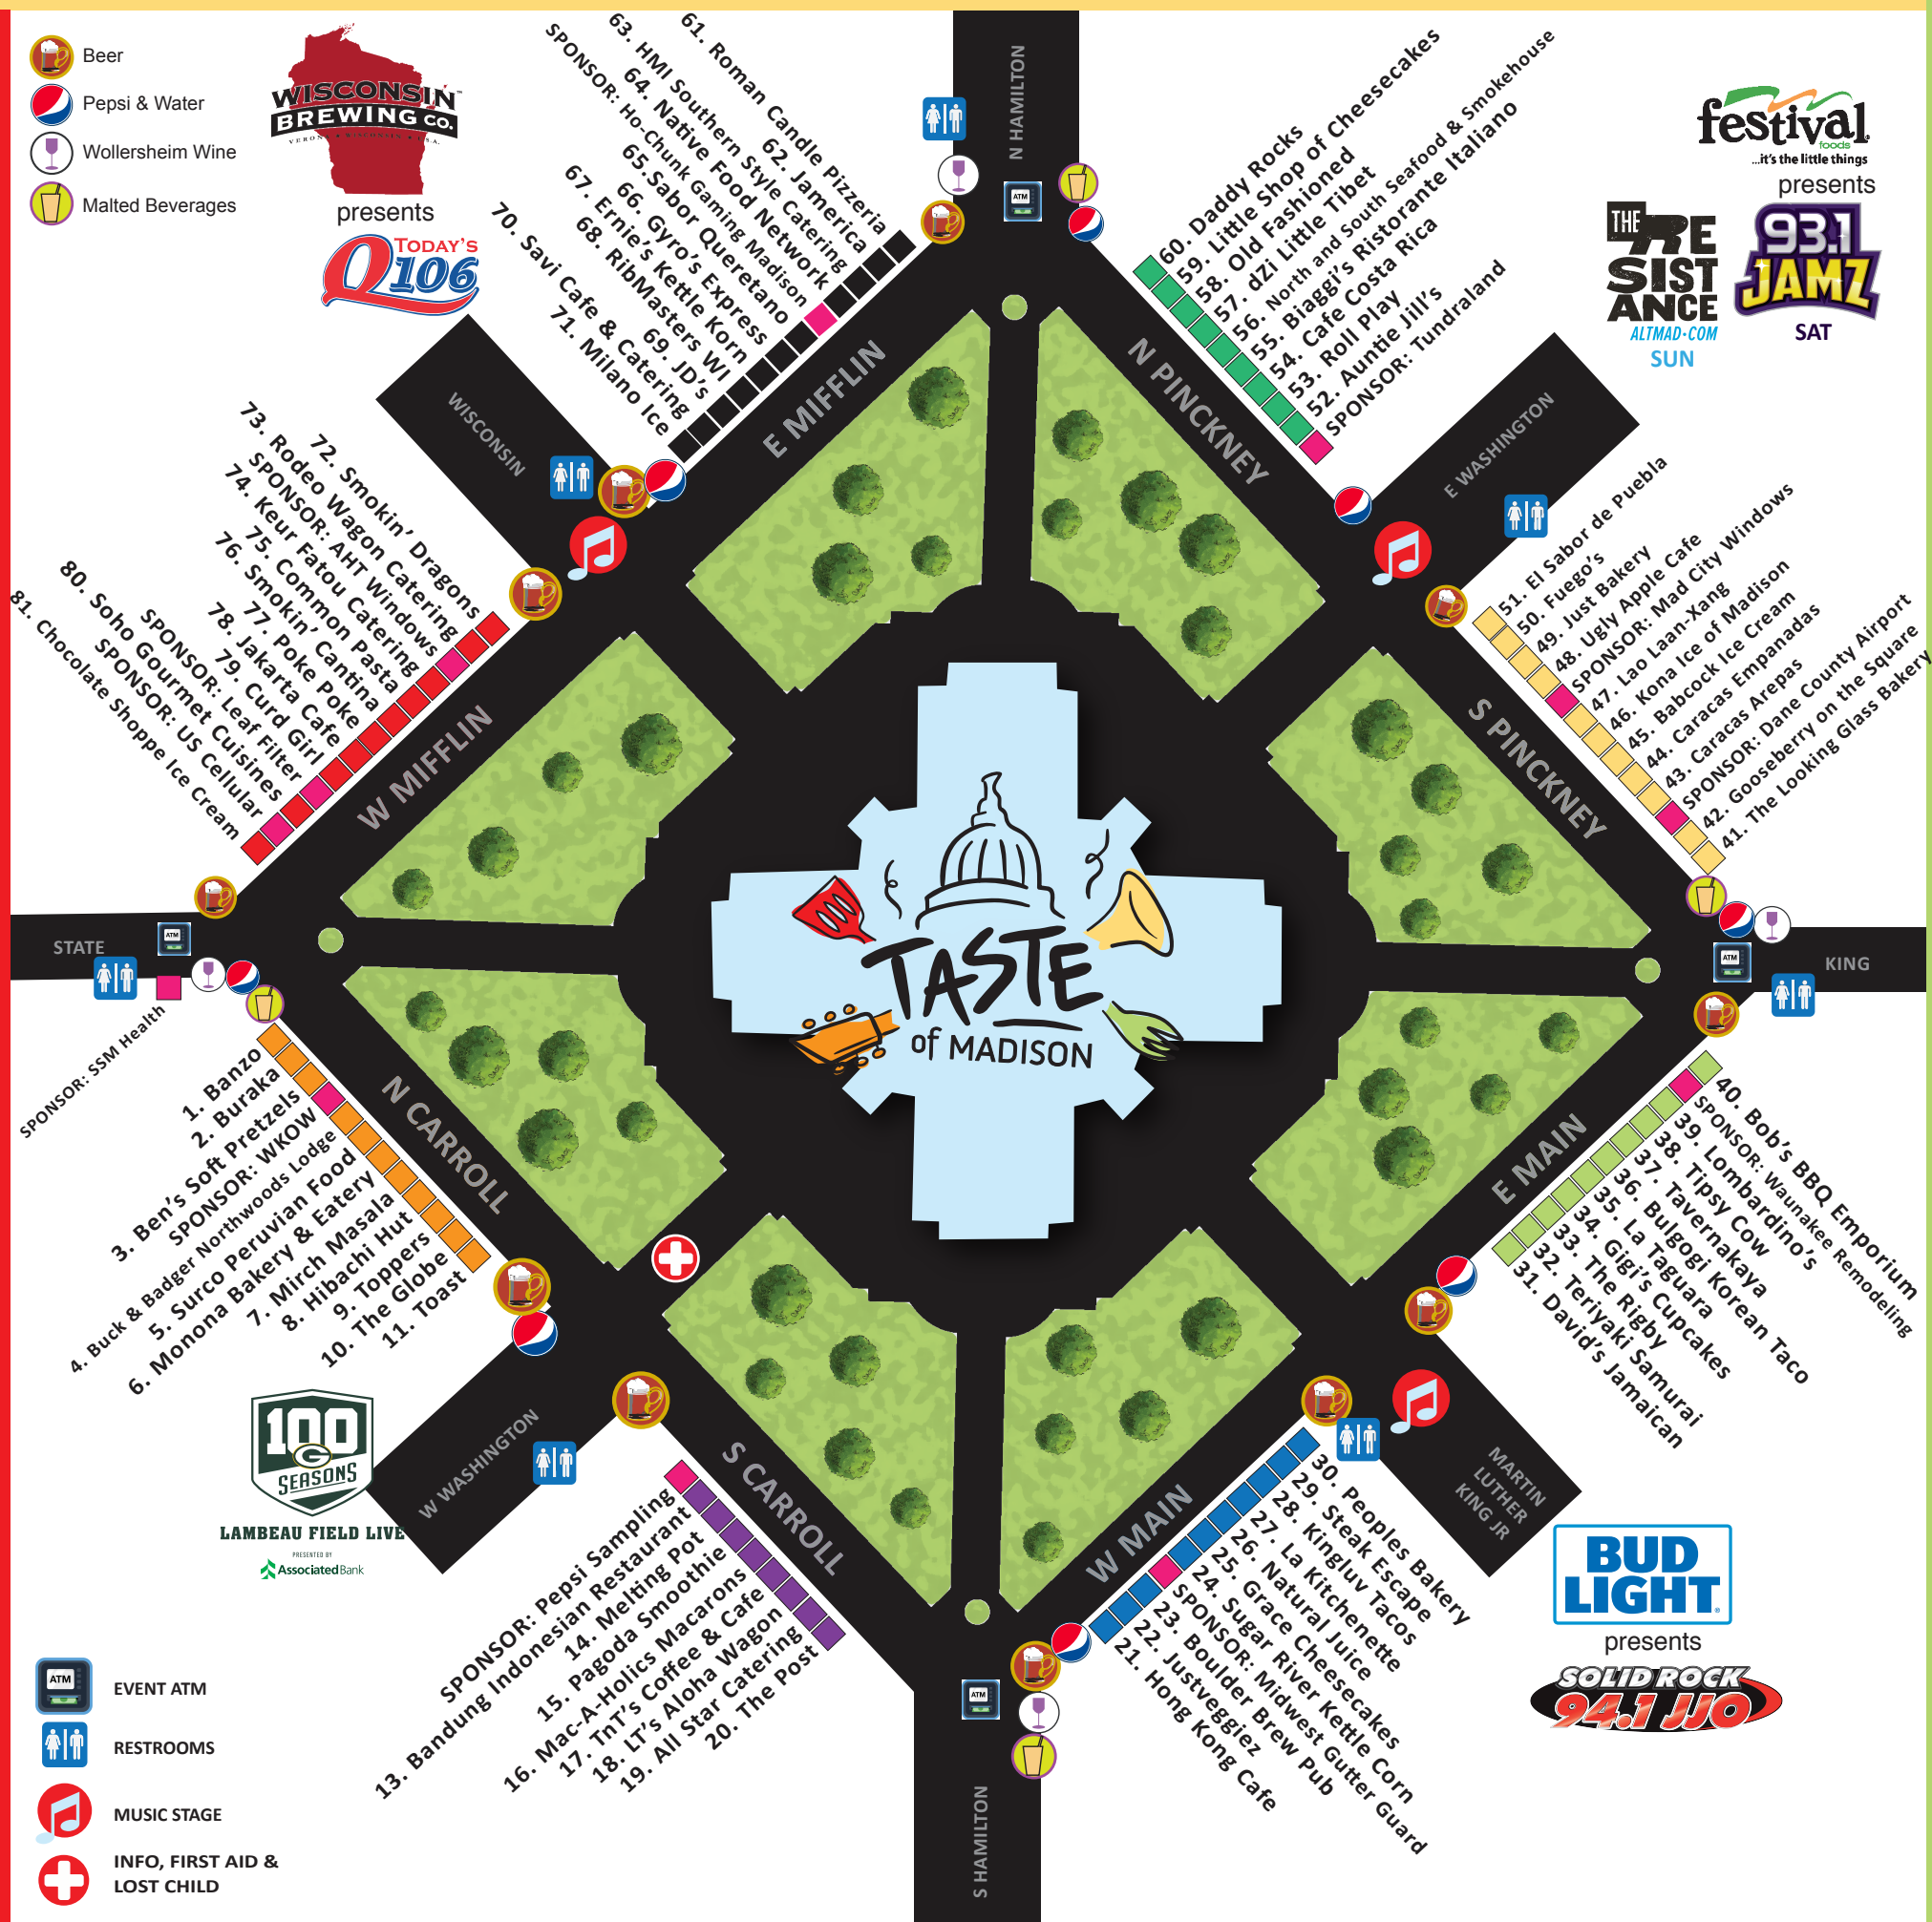 Beer
Pepsi & Water
Wollersheim Wine
Malted Beverages
WISCONSIN
BREWING CO.
VERONA • WISCONSIN • U.S.A.
presents
TODAY'S
Q106
festival
foods
...it's the little things
presents
THE
RESISTANCE
ALTMAD.COM
SUN
93.1
JAMZ
SAT
N HAMILTON
ATM
61. Roman Candle Pizzeria
62. Jamerica
63. HMI Southern Style Catering
64. Native Food Network
SPONSOR: Ho-Chunk Gaming Madison
65.Sabor Queretano
66. Gyro's Express
67. Ernie's Kettle Korn
68. RibMasters WI
69. JD's
70. Savi Cafe & Catering
71. Milano Ice
E MIFFLIN
60. Daddy Rocks
59. Little Shop of Cheesecakes
58. Old Fashioned
57. dZi Little Tibet
56. North and South Seafood & Smokehouse
55. Biaggi's Ristorante Italiano
54. Cafe Costa Rica
53. Roll Play
52. Auntie Jill's
SPONSOR: Tundraland
N PINCKNEY
WISCONSIN
E WASHINGTON
72. Smokin' Dragons
73. Rodeo Wagon Catering
SPONSOR: AHT Windows
74. Keur Fatou Catering
75. Common Pasta
76. Smokin' Cantina
77. Poke Poke
78. Jakarta Cafe
79. Curd Girl
SPONSOR: Leaf Filter
80. Soho Gourmet Cuisines
SPONSOR: US Cellular
81. Chocolate Shoppe Ice Cream
W MIFFLIN
51. El Sabor de Puebla
50. Fuego's
49. Just Bakery
48. Ugly Apple Cafe
SPONSOR: Mad City Windows
47. Lao Laan-Xang
46. Kona Ice of Madison
45. Babcock Ice Cream
44. Caracas Empanadas
43. Caracas Arepas
SPONSOR: Dane County Airport
42. Gooseberry on the Square
41. The Looking Glass Bakery
S PINCKNEY
STATE
ATM
SPONSOR: SSM Health
TASTE
of MADISON
ATM
KING
1. Banzo
2. Buraka
3. Ben's Soft Pretzels
SPONSOR: WKOW
4. Buck & Badger Northwoods Lodge
5. Surco Peruvian Food
6. Monona Bakery & Eatery
7. Mirch Masala
8. Hibachi Hut
9. Toppers
10. The Globe
11. Toast
N CARROLL
40. Bob's BBQ Emporium
SPONSOR: Waunakee Remodeling
39. Lombardino's
38. Tipsy Cow
37. Tavernakaya
36. Bulgogi Korean Taco
35. La Taguara
34. Gigi's Cupcakes
33. The Rigby
32. Teriyaki Samurai
31. David's Jamaican
E MAIN
100
G
SEASONS
LAMBEAU FIELD LIVE
PRESENTED BY
AssociatedBank
W WASHINGTON
MARTIN
LUTHER
KING JR
SPONSOR: Pepsi Sampling
13. Bandung Indonesian Restaurant
14. Melting Pot
15. Pagoda Smoothie
16. Mac-A-Holics Macarons
17. TnT's Coffee & Cafe
18. LT's Aloha Wagon
19. All Star Catering
20. The Post
S CARROLL
30. Peoples Bakery
29. Steak Escape
28. Kingluv Tacos
27. La Kitchenette
26. Natural Juice
25. Grace Cheesecakes
24. Sugar River Kettle Corn
SPONSOR: Midwest Gutter Guard
23. Boulder Brew Pub
22. Justveggiez
21. Hong Kong Cafe
W MAIN
ATM
S HAMILTON
BUD
LIGHT
presents
SOLID ROCK
94.1 JJO
ATM
EVENT ATM
RESTROOMS
MUSIC STAGE
INFO, FIRST AID &
LOST CHILD